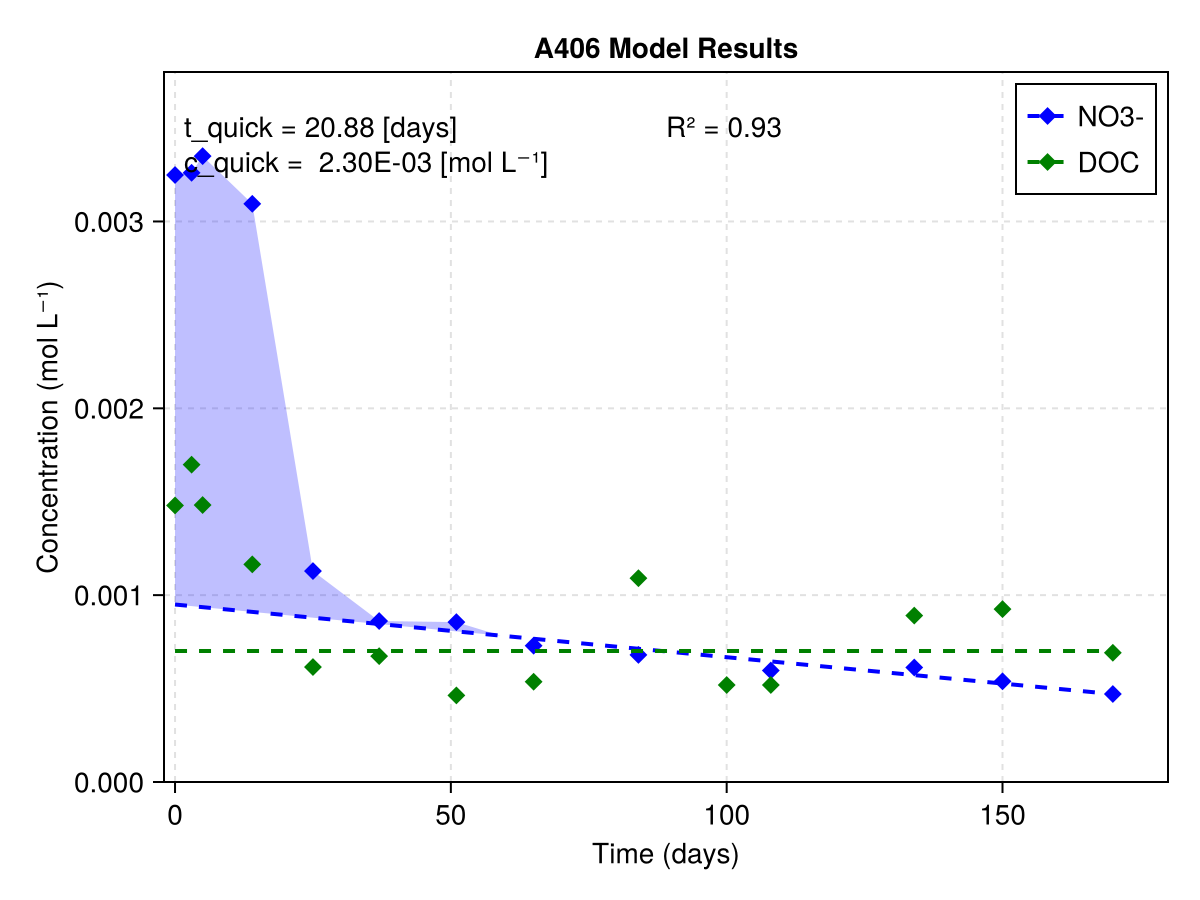 A406 Model Results
t_quick = 20.88 [days]
R² = 0.93
c_quick =  2.30E-03 [mol L⁻¹]
NO3-
DOC
Concentration (mol L⁻¹)
0.003
0.002
0.001
0.000
0
50
100
150
Time (days)